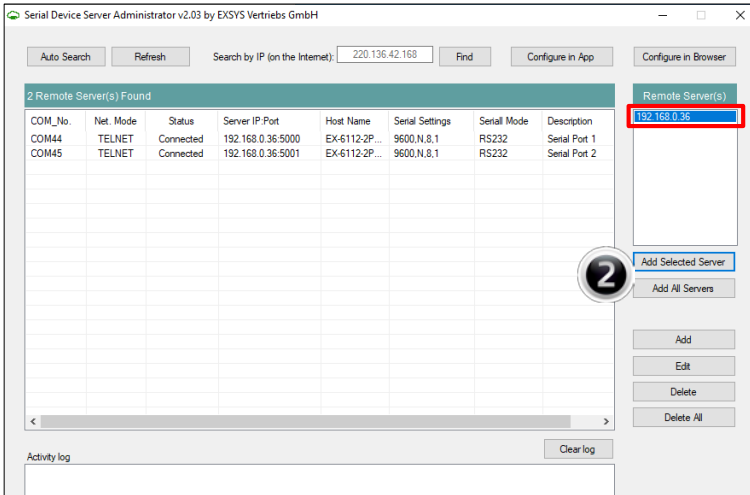 Serial Device Server Administrator v2.03 by EXSYS Vertriebs GmbH
Auto Search Refresh Search by IP (on the Internet): 220.136.42.168 Find Configure in App Configure in Browser
2 Remote Server(s) Found Remote Server(s)
COM_No. Net. Mode Status Server IP:Port Host Name Serial Settings Seriall Mode Description
COM44 TELNET Connected 192.168.0.36:5000 EX-6112-2P... 9600,N,8,1 RS232 Serial Port 1
COM45 TELNET Connected 192.168.0.36:5001 EX-6112-2P... 9600,N,8,1 RS232 Serial Port 2
192.168.0.36
2
Add Selected Server
Add All Servers
Add
Edit
Delete
Delete All
Activity log Clear log